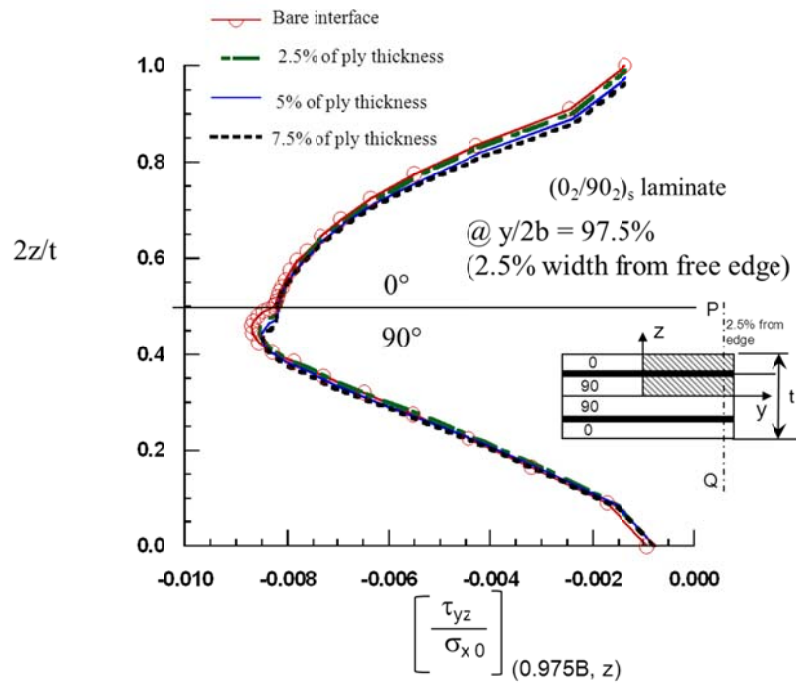 Bare interface
2.5% of ply thickness
5% of ply thickness
7.5% of ply thickness
1.0
0.8
0.6
0.4
0.2
0.0
2z/t
(0₂/90₂)ₛ laminate
@ y/2b = 97.5%
(2.5% width from free edge)
0°
90°
P
2.5% from
edge
z
0
90
90
0
y
t
Q
-0.010
-0.008
-0.006
-0.004
-0.002
0.000
[τyz/σx 0](0.975B, z)